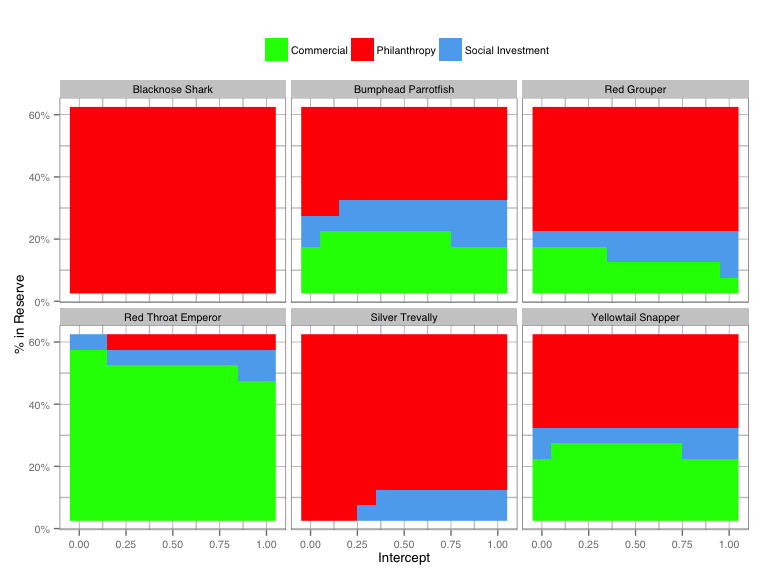 Commercial Philanthropy Social Investment
Blacknose Shark Bumphead Parrotfish Red Grouper
60%
40%
20%
0%
Red Throat Emperor Silver Trevally Yellowtail Snapper
60%
40%
20%
0%
% in Reserve
0.00 0.25 0.50 0.75 1.00 0.00 0.25 0.50 0.75 1.00 0.00 0.25 0.50 0.75 1.00
Intercept